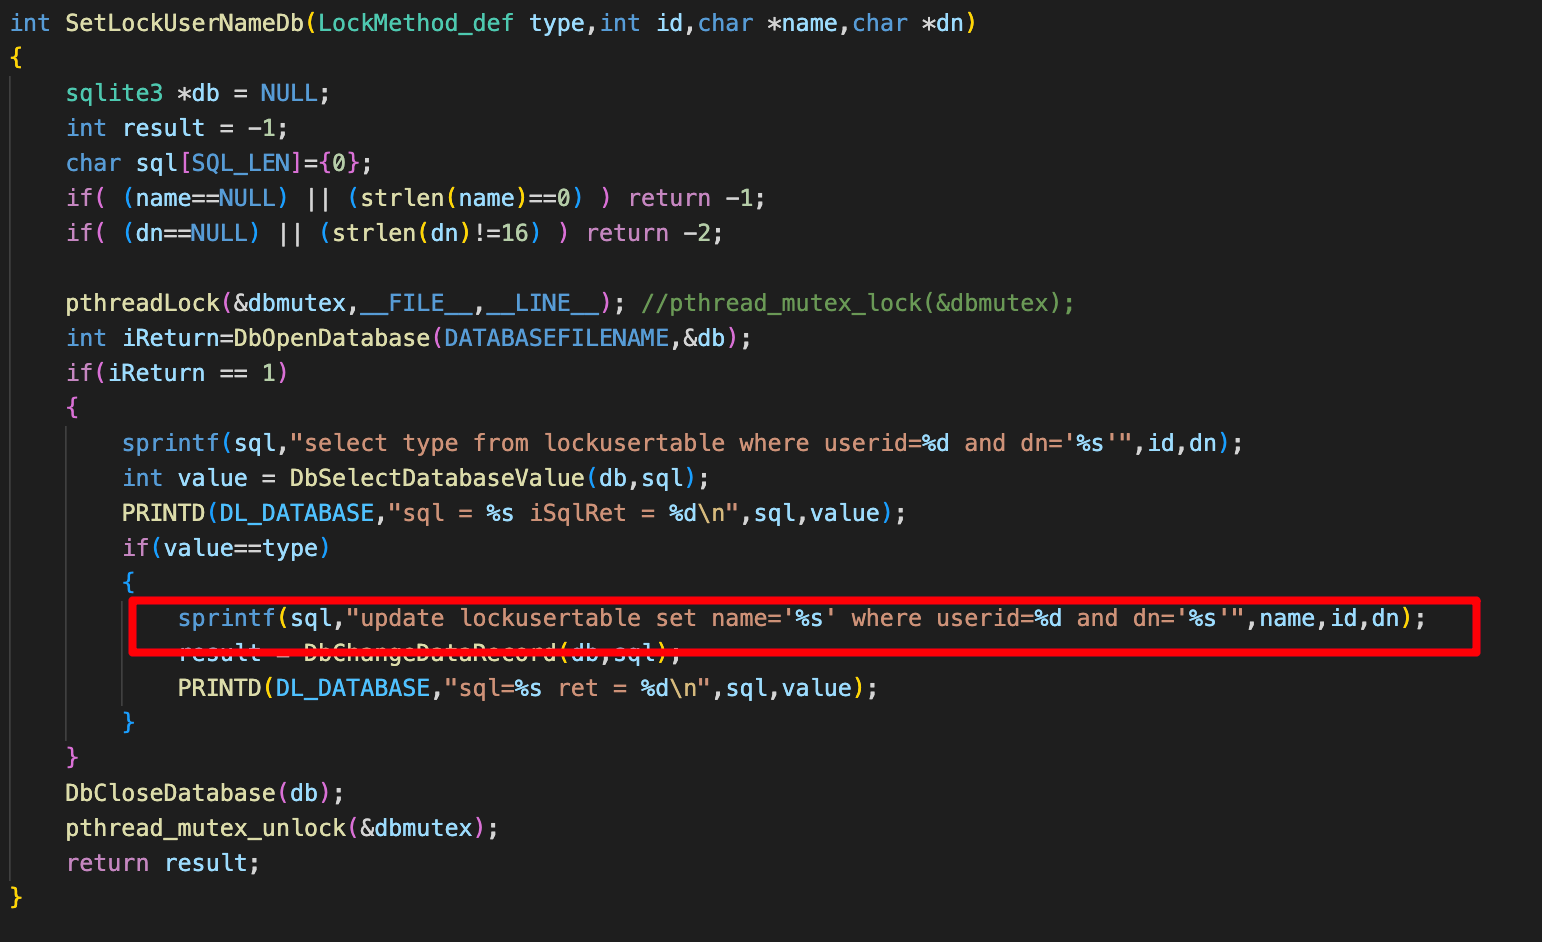 int SetLockUserNameDb(LockMethod_def type,int id,char *name,char *dn)
{
sqlite3 *db = NULL;
int result = -1;
char sql[SQL_LEN]={0};
if( (name==NULL) || (strlen(name)==0) ) return -1;
if( (dn==NULL) || (strlen(dn)!=16) ) return -2;
pthreadLock(&dbmutex,__FILE__,__LINE__); //pthread_mutex_lock(&dbmutex);
int iReturn=DbOpenDatabase(DATABASEFILENAME,&db);
if(iReturn == 1)
{
sprintf(sql,"select type from lockusertable where userid=%d and dn='%s'",id,dn);
int value = DbSelectDatabaseValue(db,sql);
PRINTD(DL_DATABASE,"sql = %s iSqlRet = %d\n",sql,value);
if(value==type)
{
sprintf(sql,"update lockusertable set name='%s' where userid=%d and dn='%s'",name,id,dn);
result = DbChangeDataRecord(db,sql);
PRINTD(DL_DATABASE,"sql=%s ret = %d\n",sql,value);
}
}
DbCloseDatabase(db);
pthread_mutex_unlock(&dbmutex);
return result;
}